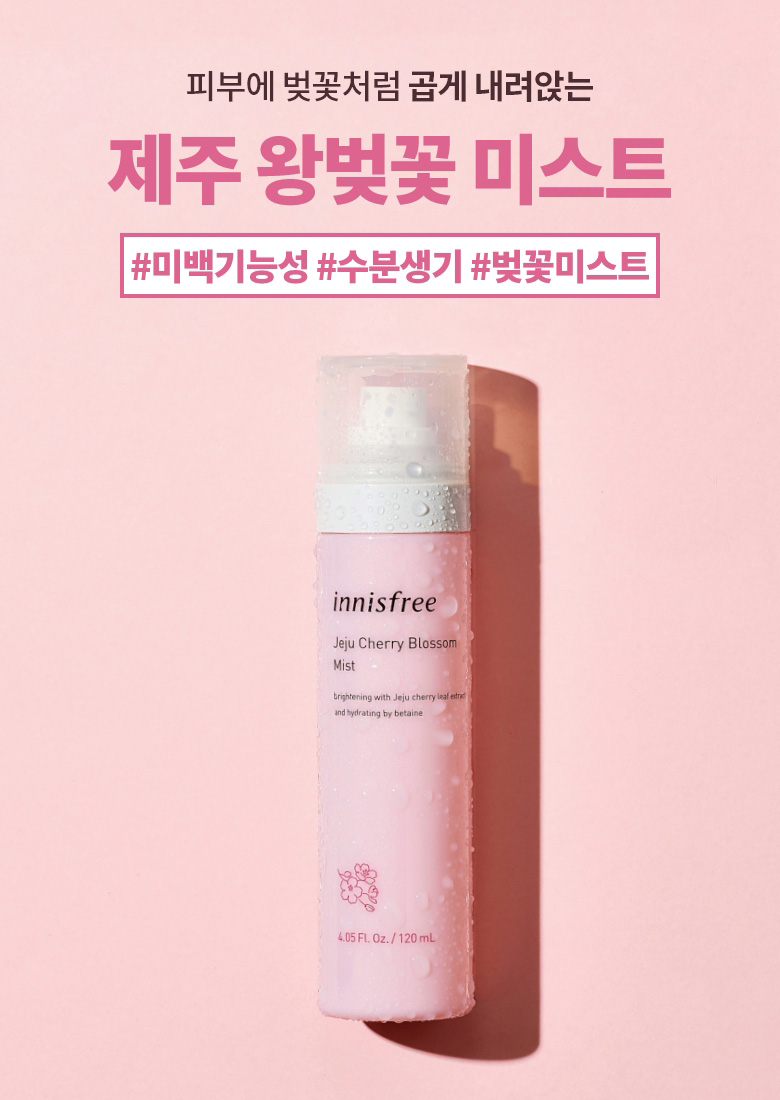 피부에 벚꽃처럼 곱게 내려앉는
제주 왕벚꽃 미스트
#미백기능성 #수분생기 #벚꽃미스트
innisfree
Jeju Cherry Blossom
Mist
brightening with Jeju cherry leaf extract
and hydrating by betaine
4.05 Fl. Oz. / 120 mL